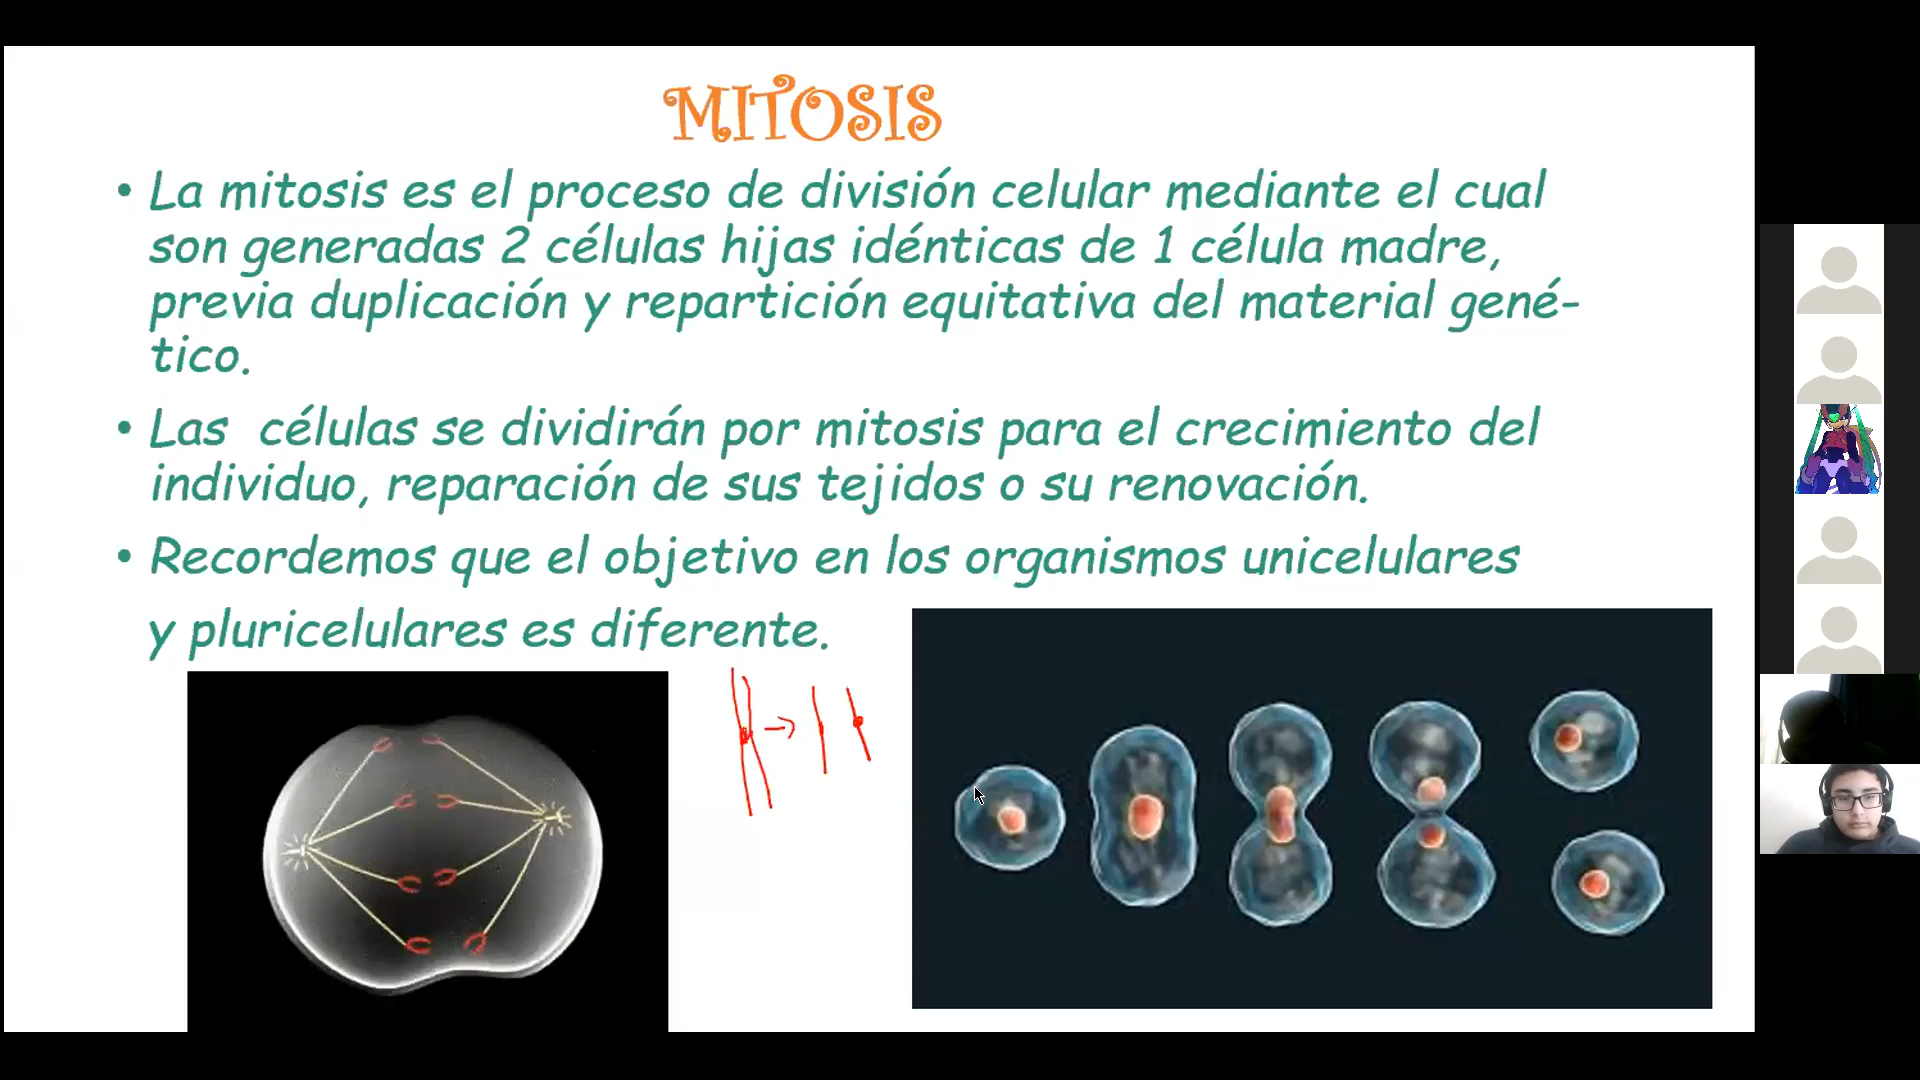 MITOSIS
• La mitosis es el proceso de división celular mediante el cual
son generadas 2 células hijas idénticas de 1 célula madre,
previa duplicación y repartición equitativa del material gené-
tico.
• Las células se dividirán por mitosis para el crecimiento del
individuo, reparación de sus tejidos o su renovación.
• Recordemos que el objetivo en los organismos unicelulares
y pluricelulares es diferente.